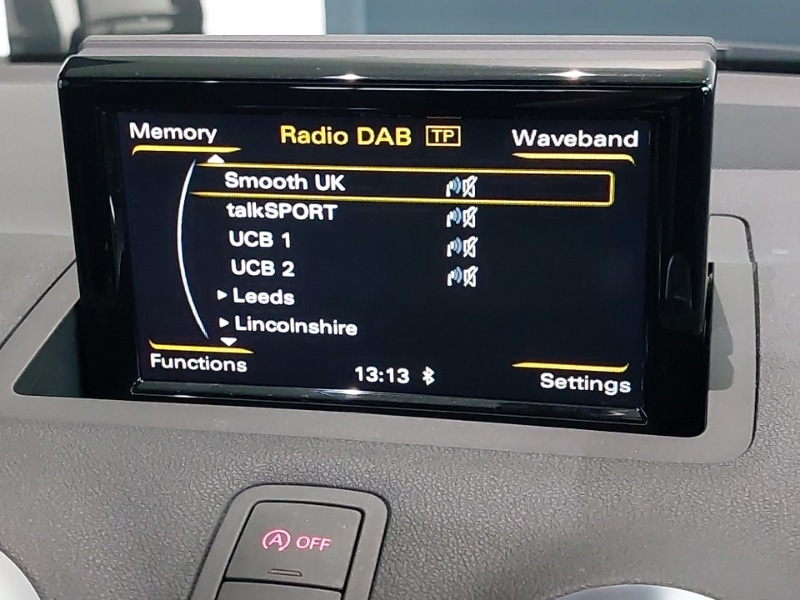 Memory
Radio DAB TP
Waveband
Smooth UK
talkSPORT
UCB 1
UCB 2
Leeds
Lincolnshire
Functions
13:13
Settings
A OFF